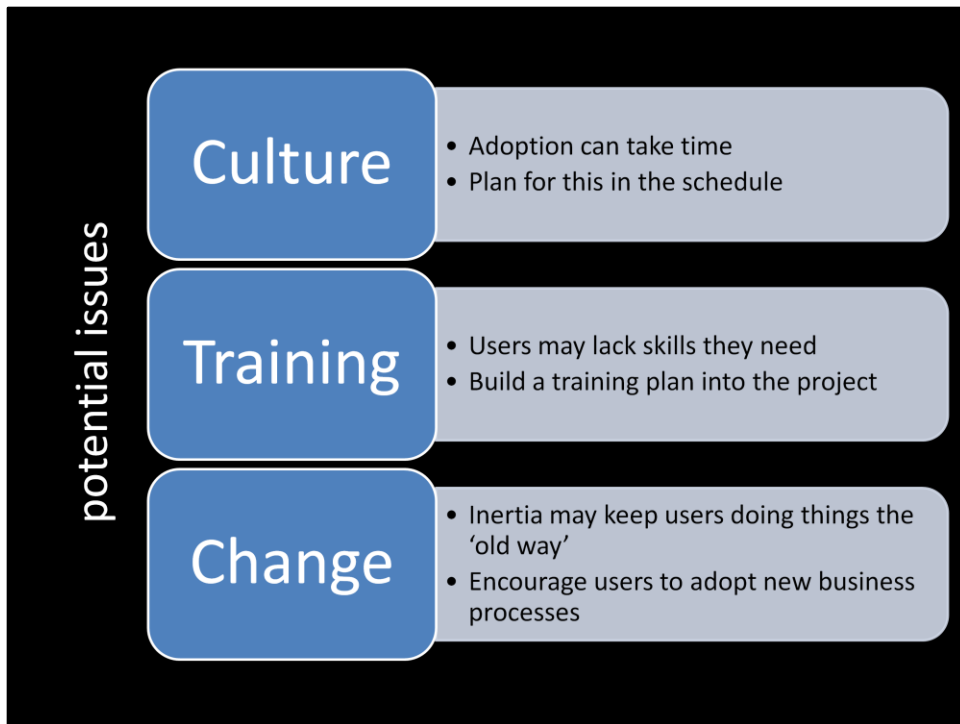 potential issues
Culture
• Adoption can take time
• Plan for this in the schedule
Training
• Users may lack skills they need
• Build a training plan into the project
Change
• Inertia may keep users doing things the
‘old way’
• Encourage users to adopt new business
processes